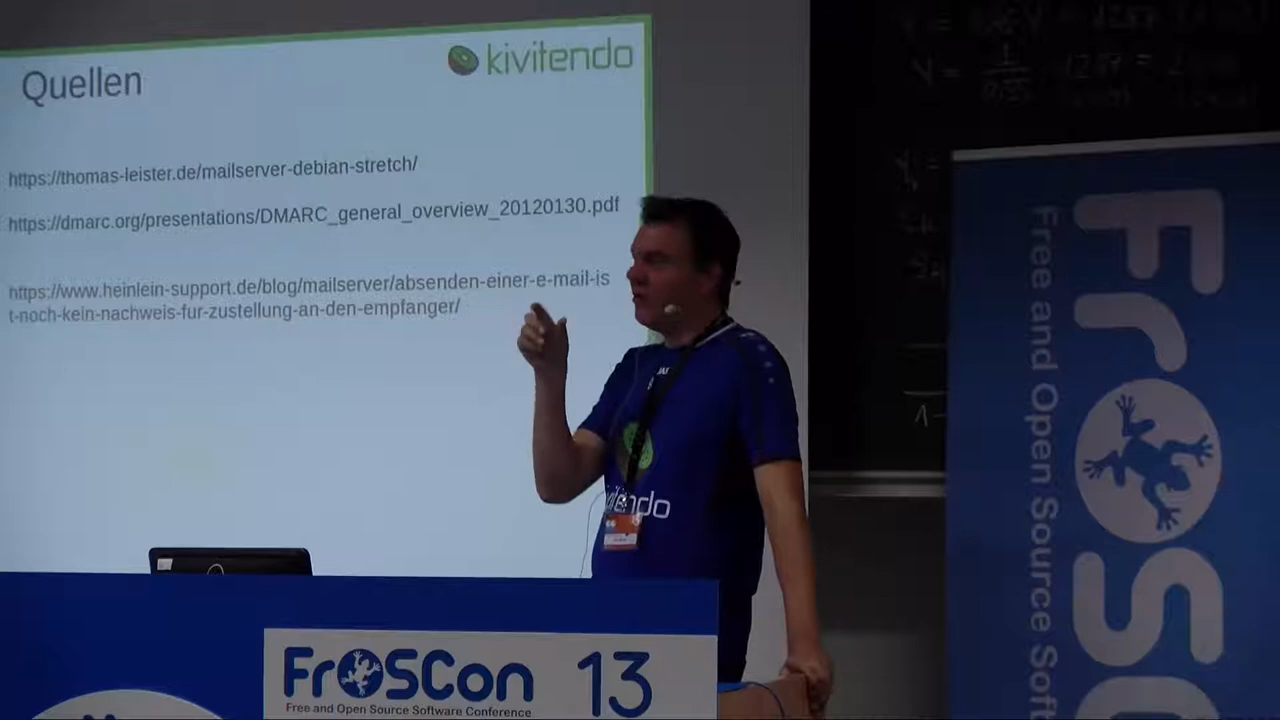 Quellen
kivitendo
https://thomas-leister.de/mailserver-debian-stretch/
https://dmarc.org/presentations/DMARC_general_overview_20120130.pdf
https://www.heinlein-support.de/blog/mailserver/absenden-einer-e-mail-is
t-noch-kein-nachweis-fur-zustellung-an-den-empfanger/
JAKO
kivitendo
FrOSCon 13
Free and Open Source Software Conference
FrOSC
Free and Open Source Soft